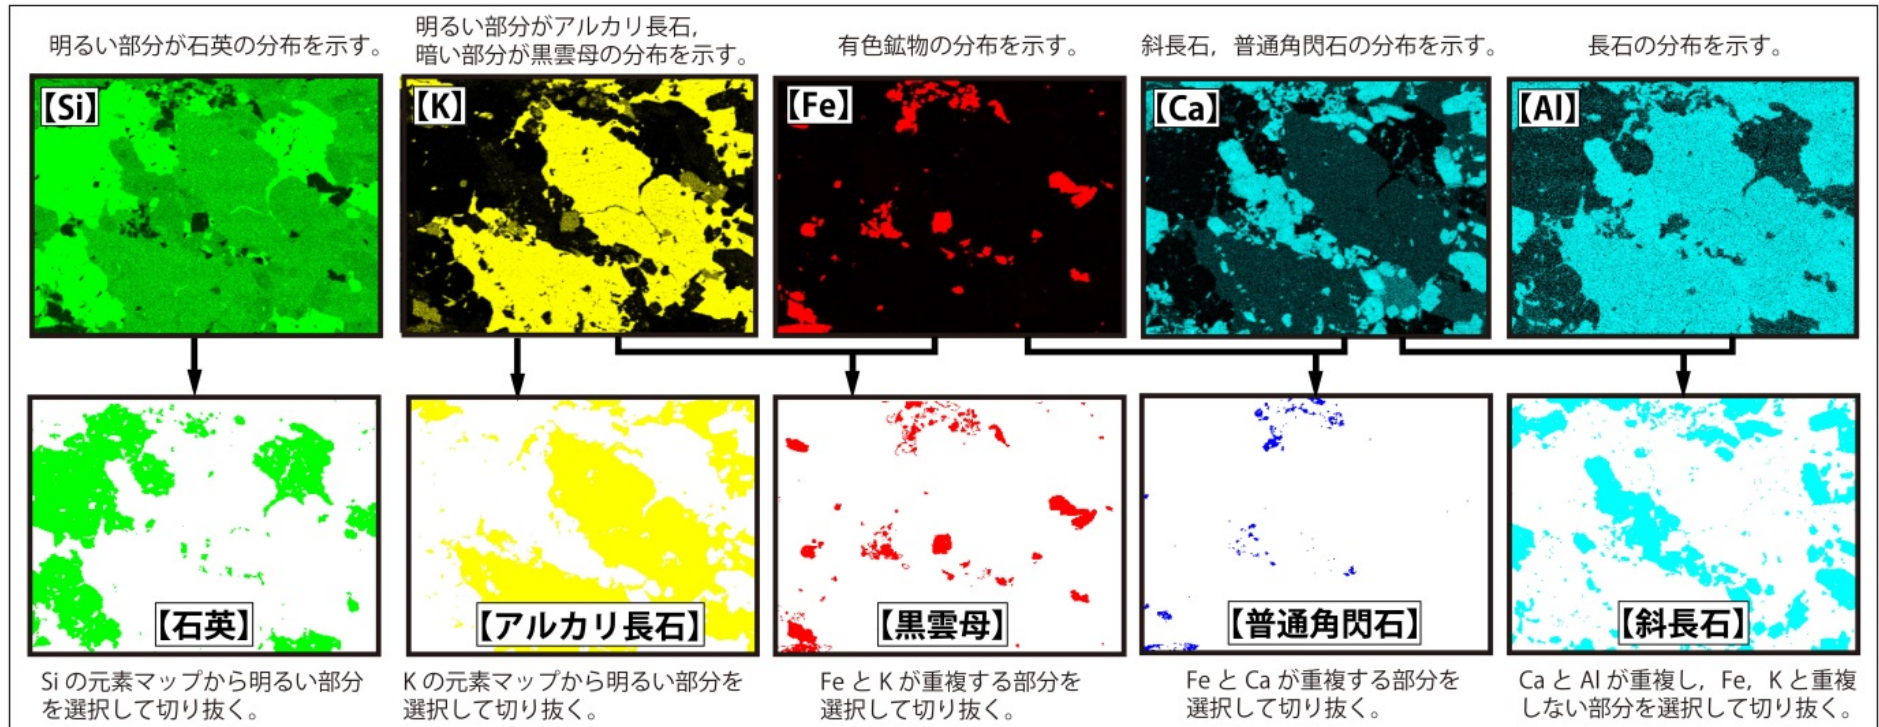 明るい部分が石英の分布を示す。
明るい部分がアルカリ長石,
暗い部分が黒雲母の分布を示す。
有色鉱物の分布を示す。
斜長石, 普通角閃石の分布を示す。
長石の分布を示す。
【Si】
【K】
【Fe】
【Ca】
【Al】
【石英】
【アルカリ長石】
【黒雲母】
【普通角閃石】
【斜長石】
Si の元素マップから明るい部分
を選択して切り抜く。
K の元素マップから明るい部分を
選択して切り抜く。
Fe と K が重複する部分を
選択して切り抜く。
Fe と Ca が重複する部分を
選択して切り抜く。
Ca と Al が重複し, Fe, K と重複
しない部分を選択して切り抜く。